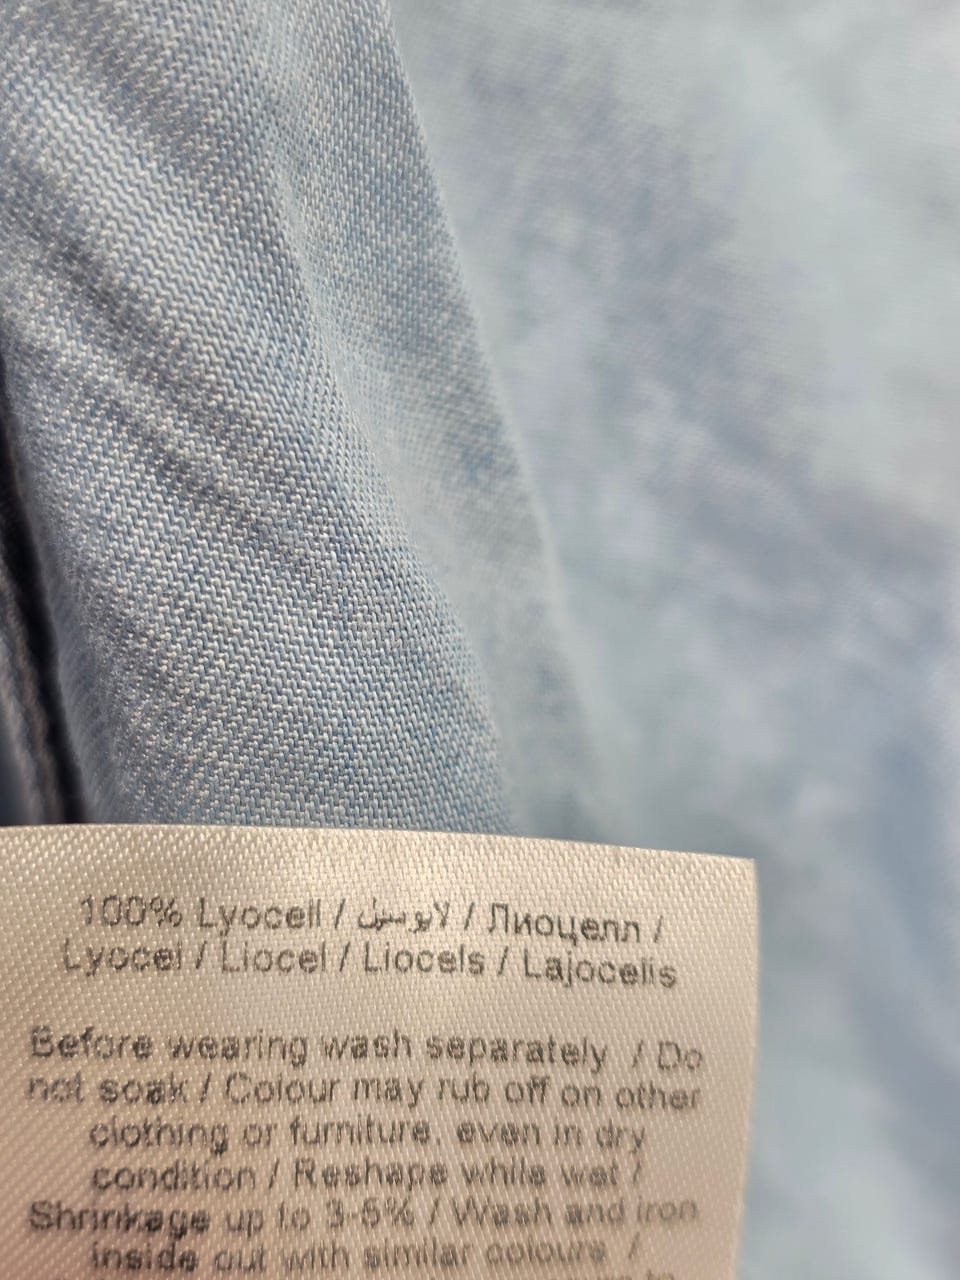 100% Lyocell / لايوسيل / Лиоцелл /
Lyocel / Liocel / Liocels / Lajocelis
Before wearing wash separately / Do
not soak / Colour may rub off on other
clothing or furniture, even in dry
condition / Reshape while wet /
Shrinkage up to 3-5% / Wash and iron
inside out with similar colours /
to